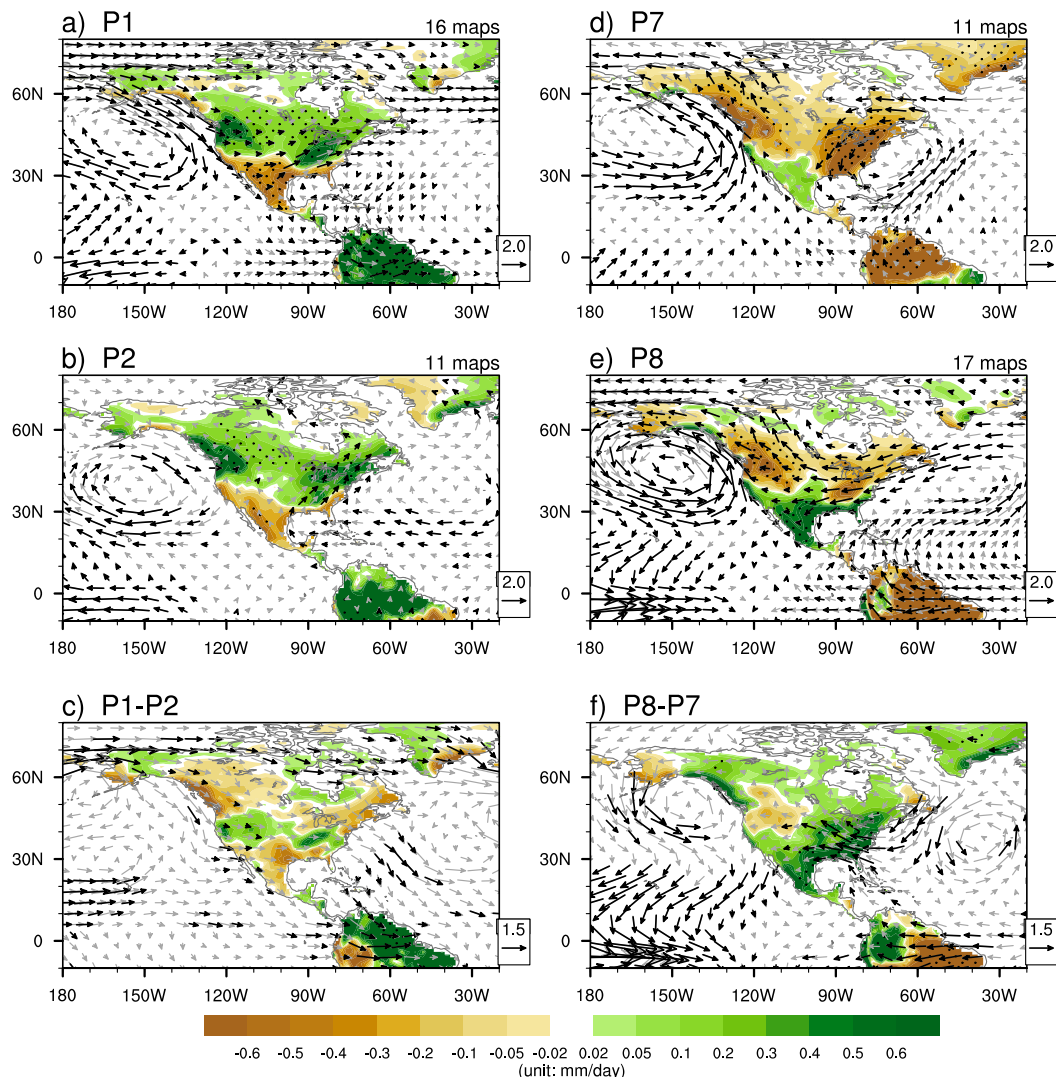 a) P1 16 maps
60N
30N
0
2.0
180 150W 120W 90W 60W 30W
d) P7 11 maps
60N
30N
0
2.0
180 150W 120W 90W 60W 30W
b) P2 11 maps
60N
30N
0
2.0
180 150W 120W 90W 60W 30W
e) P8 17 maps
60N
30N
0
2.0
180 150W 120W 90W 60W 30W
c) P1-P2
60N
30N
0
1.5
180 150W 120W 90W 60W 30W
f) P8-P7
60N
30N
0
1.5
180 150W 120W 90W 60W 30W
-0.6 -0.5 -0.4 -0.3 -0.2 -0.1 -0.05 -0.02 0.02 0.05 0.1 0.2 0.3 0.4 0.5 0.6
(unit: mm/day)